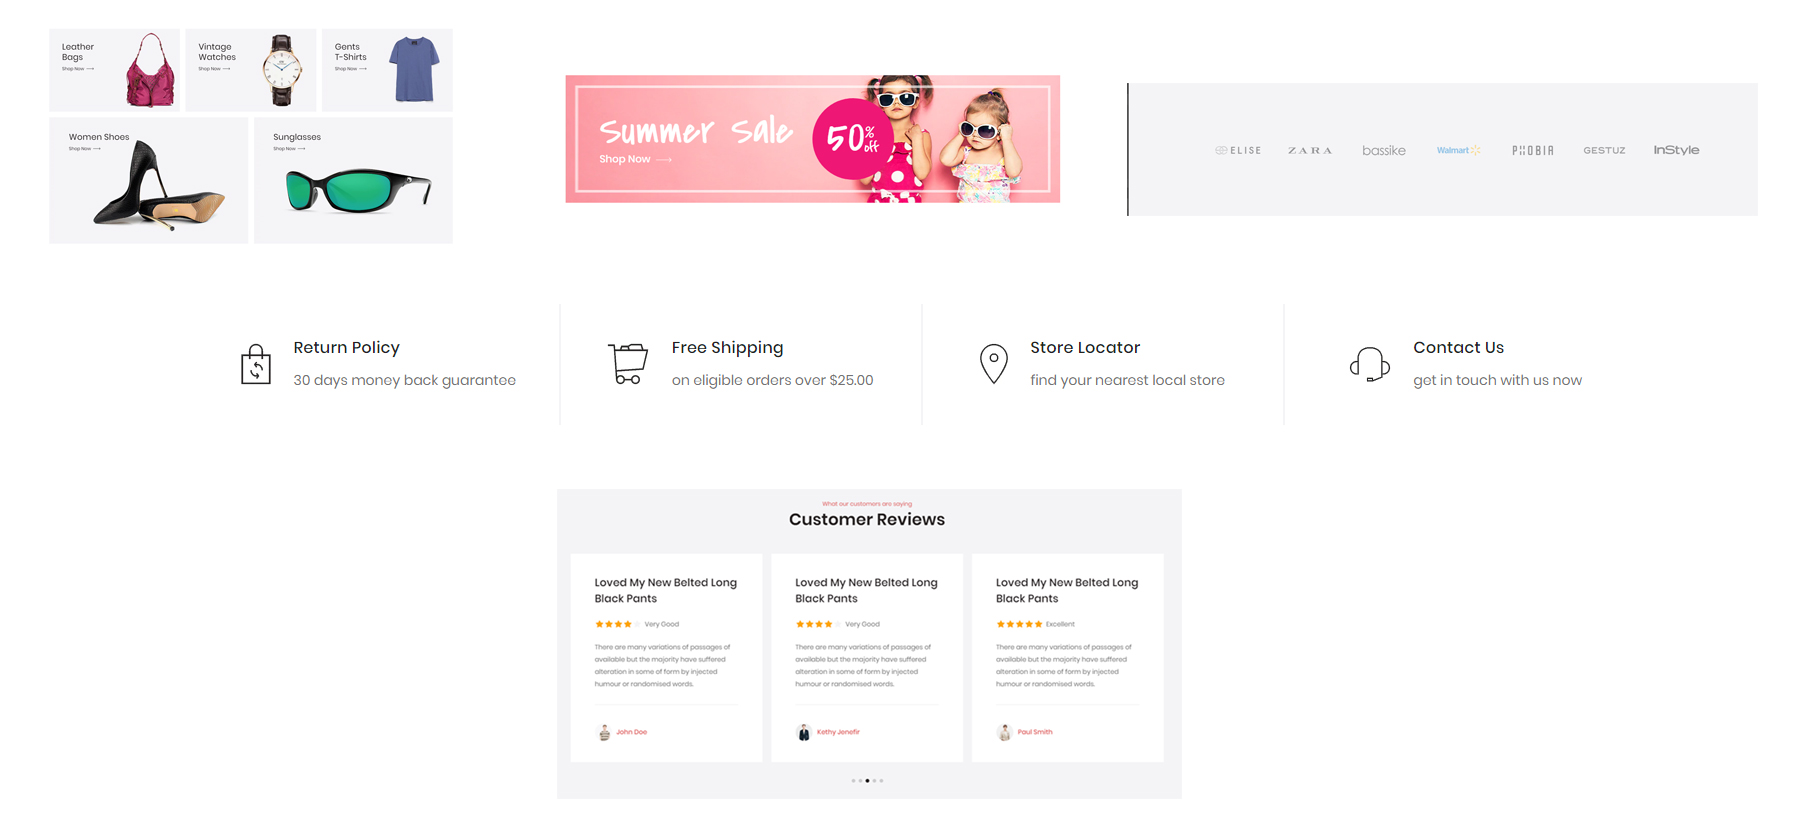 Leather
Bags
Shop Now
Vintage
Watches
Shop Now
Gents
T-Shirts
Shop Now
Women Shoes
Shop Now
Sunglasses
Shop Now
Summer Sale
Shop Now
50% off
ELISE
ZARA
bassike
Walmart
PHOBIA
GESTUZ
InStyle
Return Policy
30 days money back guarantee
Free Shipping
on eligible orders over $25.00
Store Locator
find your nearest local store
Contact Us
get in touch with us now
What our customers are saying
Customer Reviews
Loved My New Belted Long
Black Pants
Very Good
There are many variations of passages of
available but the majority have suffered
alteration in some of form by injected
humour or randomised words.
John Doe
Loved My New Belted Long
Black Pants
Very Good
There are many variations of passages of
available but the majority have suffered
alteration in some of form by injected
humour or randomised words.
Kethy Jenefir
Loved My New Belted Long
Black Pants
Excellent
There are many variations of passages of
available but the majority have suffered
alteration in some of form by injected
humour or randomised words.
Paul Smith